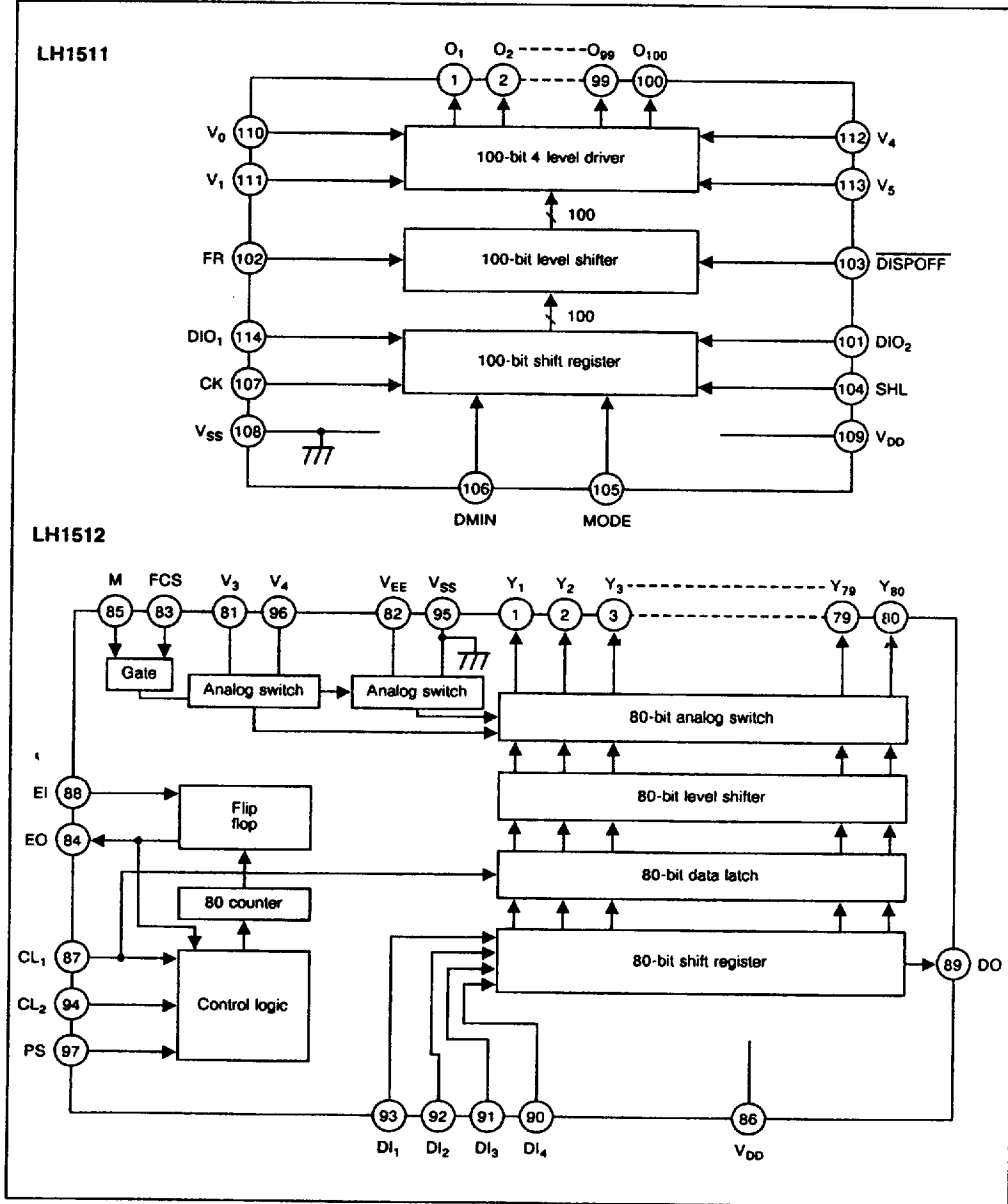 LH1511
O1 O2 O99 O100
1 2 99 100
V0 110 112 V4
100-bit 4 level driver
V1 111 113 V5
100
FR 102 100-bit level shifter 103 DISPOFF
100
DIO1 114 101 DIO2
100-bit shift register
CK 107 104 SHL
VSS 108 109 VDD
106 105
DMIN MODE
LH1512
M FCS V3 V4 VEE VSS Y1 Y2 Y3 Y79 Y80
85 83 81 96 82 95 1 2 3 79 80
Gate
Analog switch Analog switch
80-bit analog switch
EI 88
Flip
flop
80-bit level shifter
EO 84
80-bit data latch
80 counter
CL1 87 80-bit shift register 89 DO
CL2 94 Control logic
PS 97
93 92 91 90 86
DI1 DI2 DI3 DI4 VDD